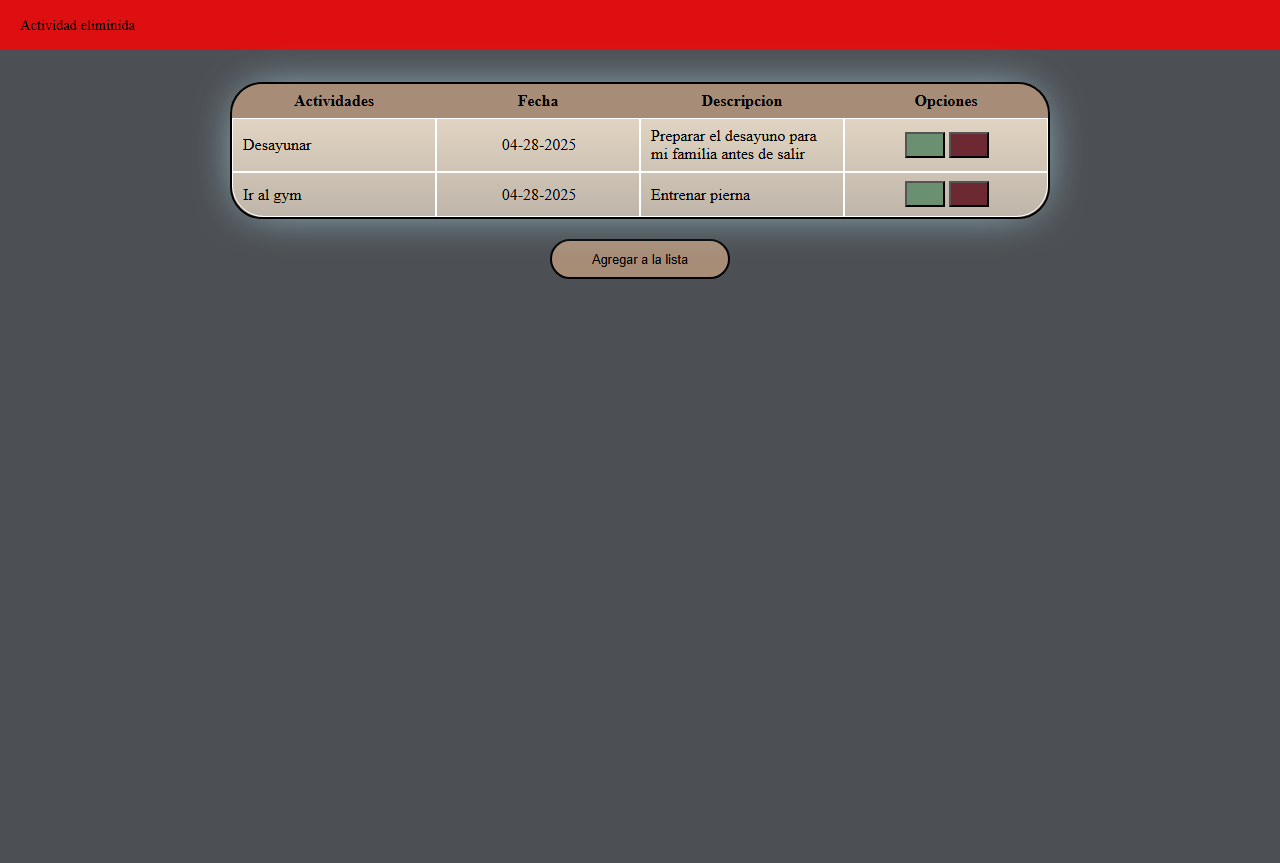 Actividad eliminida
Actividades Fecha Descripcion Opciones
Desayunar 04-28-2025 Preparar el desayuno para
mi familia antes de salir
Ir al gym 04-28-2025 Entrenar pierna
Agregar a la lista